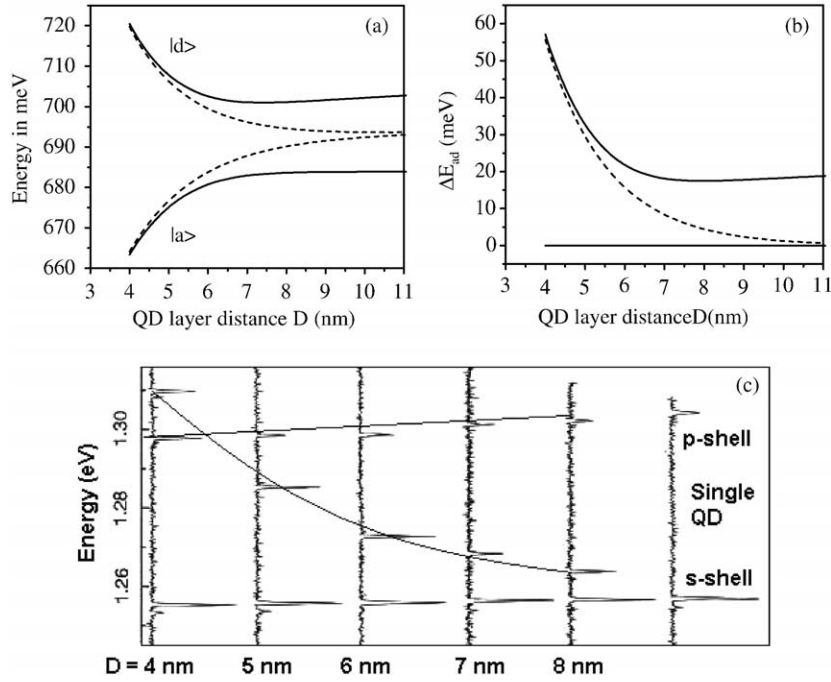 (a)
720
710
700
690
680
670
660
Energy in meV
|d>
|a>
3 4 5 6 7 8 9 10 11
QD layer distance D (nm)
(b)
60
50
40
30
20
10
0
ΔE_ad (meV)
3 4 5 6 7 8 9 10 11
QD layer distanceD(nm)
(c)
Energy (eV)
1.30
1.28
1.26
p-shell
Single
QD
s-shell
D = 4 nm 5 nm 6 nm 7 nm 8 nm